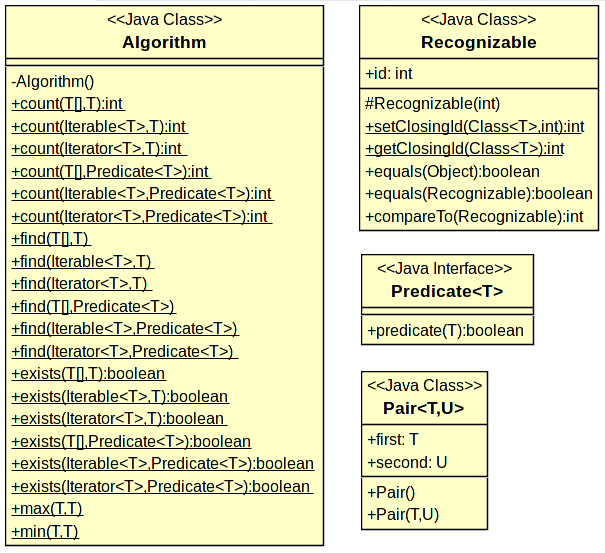 <<Java Class>>
Algorithm
-Algorithm()
+count(T[],T):int
+count(Iterable<T>,T):int
+count(Iterator<T>,T):int
+count(T[],Predicate<T>):int
+count(Iterable<T>,Predicate<T>):int
+count(Iterator<T>,Predicate<T>):int
+find(T[],T)
+find(Iterable<T>,T)
+find(Iterator<T>,T)
+find(T[],Predicate<T>)
+find(Iterable<T>,Predicate<T>)
+find(Iterator<T>,Predicate<T>)
+exists(T[],T):boolean
+exists(Iterable<T>,T):boolean
+exists(Iterator<T>,T):boolean
+exists(T[],Predicate<T>):boolean
+exists(Iterable<T>,Predicate<T>):boolean
+exists(Iterator<T>,Predicate<T>):boolean
+max(T,T)
+min(T,T)
<<Java Class>>
Recognizable
+id: int
#Recognizable(int)
+setClosingId(Class<T>,int):int
+getClosingId(Class<T>):int
+equals(Object):boolean
+equals(Recognizable):boolean
+compareTo(Recognizable):int
<<Java Interface>>
Predicate<T>
+predicate(T):boolean
<<Java Class>>
Pair<T,U>
+first: T
+second: U
+Pair()
+Pair(T,U)